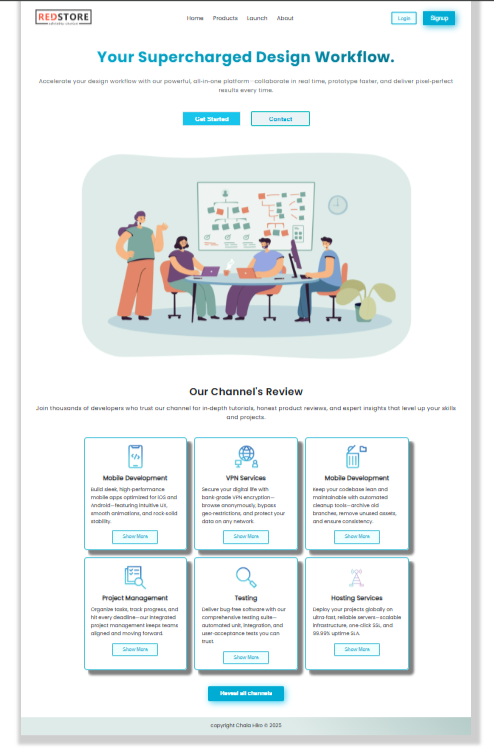 REDSTORE
Home Products Launch About
Login Signup
Your Supercharged Design Workflow.
Accelerate your design workflow with our powerful, all-in-one platform—collaborate in real time, prototype faster, and deliver pixel-perfect
results every time.
Get Started Contact
Our Channel's Review
Join thousands of developers who trust our channel for in-depth tutorials, honest product reviews, and expert insights that level up your skills
and projects.
Mobile Development
Build sleek, high-performance
mobile apps optimized for iOS and
Android—featuring intuitive UX,
smooth animations, and rock-solid
stability.
Show More
VPN Services
Secure your digital life with
bank-grade VPN encryption—
browse anonymously, bypass
geo-restrictions, and protect your
data on any network.
Show More
Mobile Development
Keep your codebase lean and
maintainable with automated
cleanup tools—archive old
branches, remove unused assets,
and ensure consistency.
Show More
Project Management
Organize tasks, track progress, and
hit every deadline—our integrated
project management keeps teams
aligned and moving forward.
Show More
Testing
Deliver bug-free software with our
comprehensive testing suite—
automated unit, integration, and
user-acceptance tests you can
trust.
Show More
Hosting Services
Deploy your projects globally on
ultra-fast, reliable servers—scalable
infrastructure, one-click SSL, and
99.99% uptime SLA.
Show More
Reveal all channels
copyright Chala Hiko © 2025